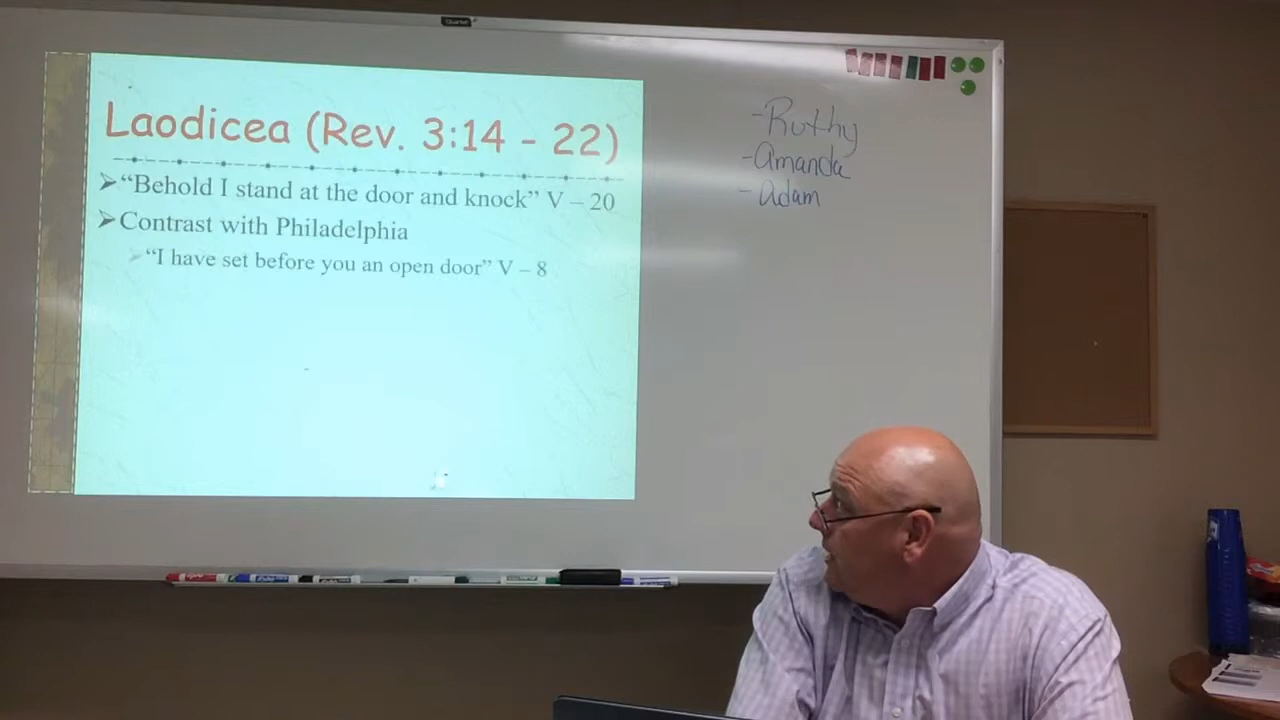 Quartet
Laodicea (Rev. 3:14 - 22)
"Behold I stand at the door and knock" V – 20
Contrast with Philadelphia
"I have set before you an open door" V – 8
- Ruthy
- Amanda
- Adam